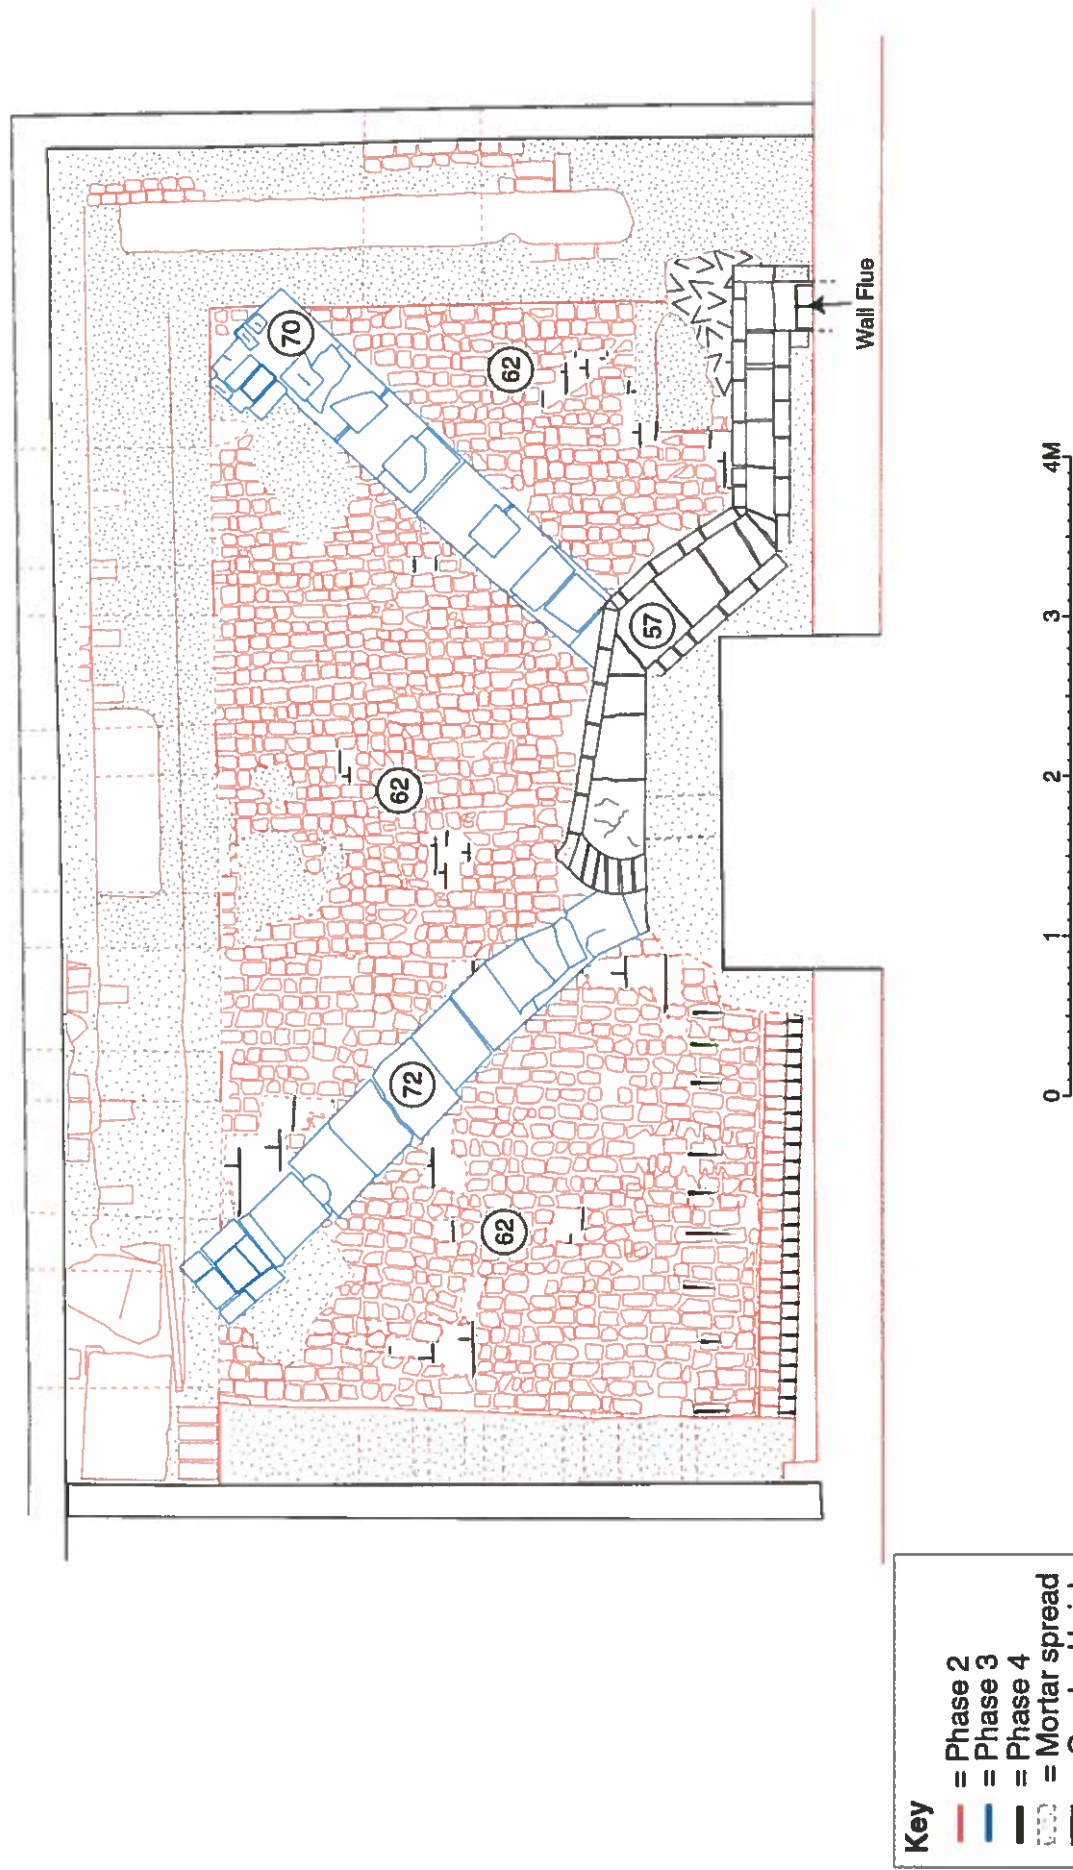 70
62
62
57
72
62
Wall Flue
0 1 2 3 4M
Key
= Phase 2
= Phase 3
= Phase 4
= Mortar spread